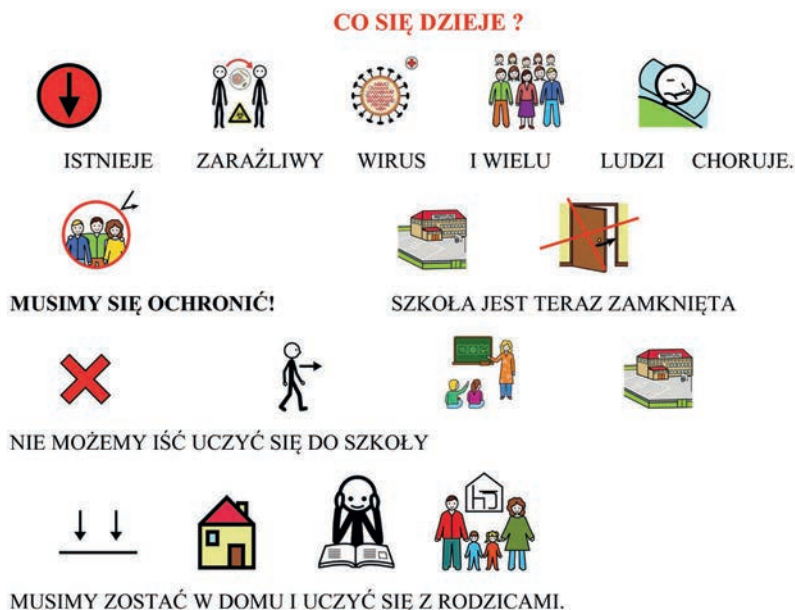 CO SIĘ DZIEJE ?
ISTNIEJE ZARAŹLIWY WIRUS I WIELU LUDZI CHORUJE.
MUSIMY SIĘ OCHRONIĆ! SZKOŁA JEST TERAZ ZAMKNIĘTA
NIE MOŻEMY IŚĆ UCZYĆ SIĘ DO SZKOŁY
MUSIMY ZOSTAĆ W DOMU I UCZYĆ SIĘ Z RODZICAMI.